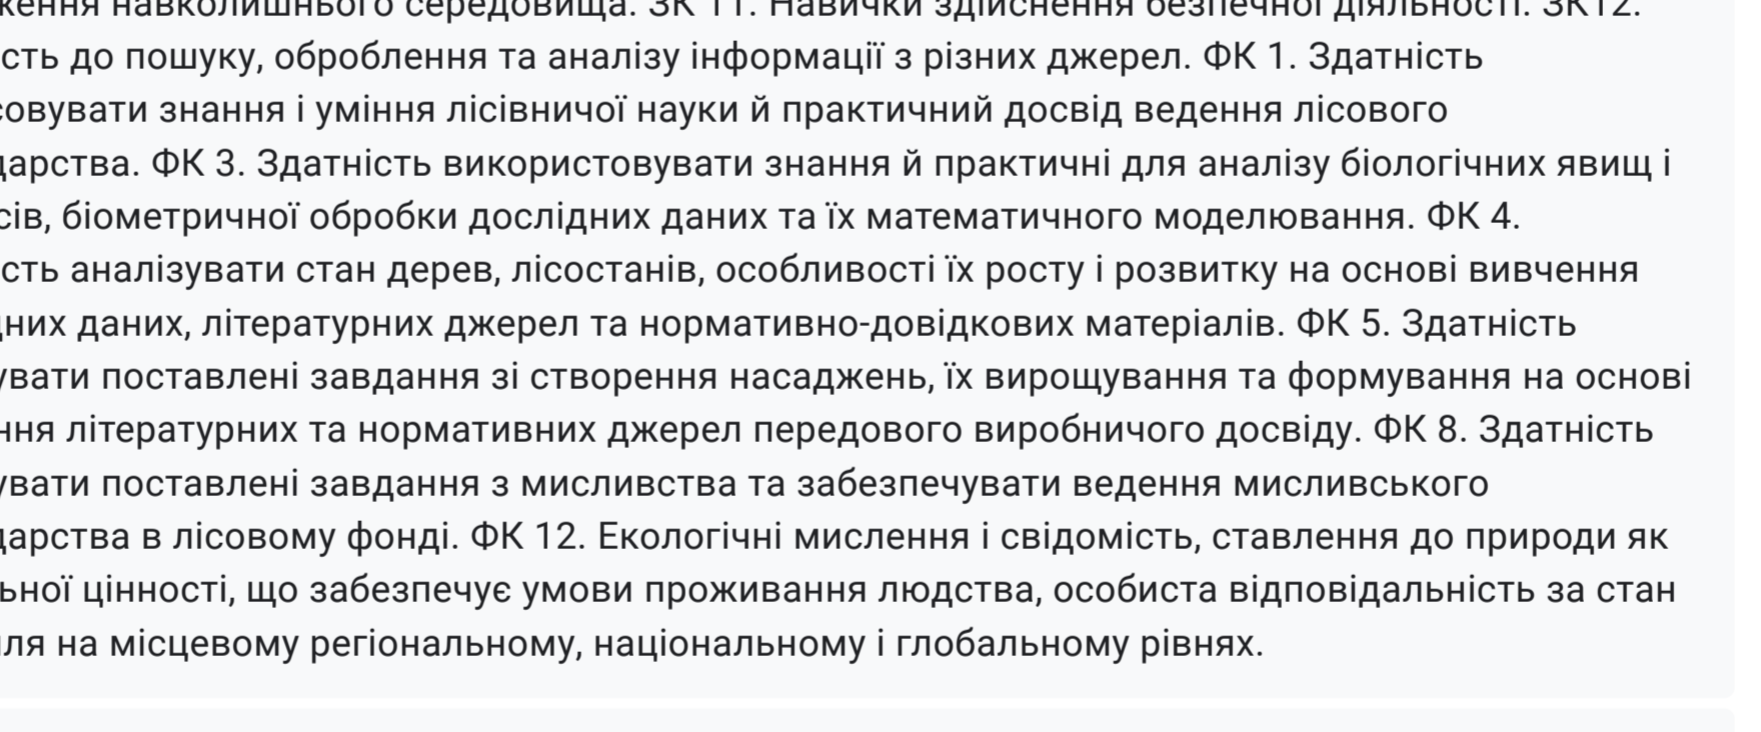 ження навколишнього середовища. ЗК 11. Навички здійснення безпечної діяльності. ЗК12.
сть до пошуку, оброблення та аналізу інформації з різних джерел. ФК 1. Здатність
совувати знання і уміння лісівничої науки й практичний досвід ведення лісового
дарства. ФК 3. Здатність використовувати знання й практичні для аналізу біологічних явищ і
сів, біометричної обробки дослідних даних та їх математичного моделювання. ФК 4.
сть аналізувати стан дерев, лісостанів, особливості їх росту і розвитку на основі вивчення
дних даних, літературних джерел та нормативно-довідкових матеріалів. ФК 5. Здатність
увати поставлені завдання зі створення насаджень, їх вирощування та формування на основі
ння літературних та нормативних джерел передового виробничого досвіду. ФК 8. Здатність
увати поставлені завдання з мисливства та забезпечувати ведення мисливського
дарства в лісовому фонді. ФК 12. Екологічні мислення і свідомість, ставлення до природи як
ьної цінності, що забезпечує умови проживання людства, особиста відповідальність за стан
ля на місцевому регіональному, національному і глобальному рівнях.